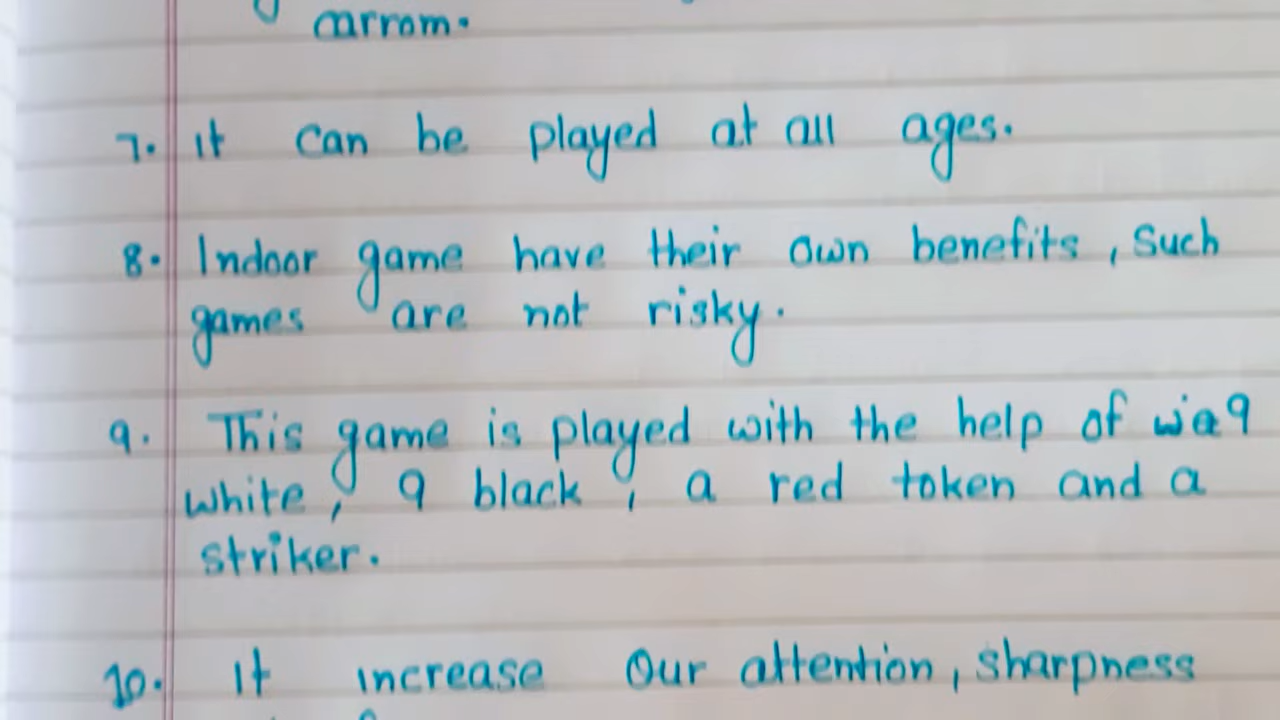 carrom.
7. It can be played at all ages.
8. Indoor game have their own benefits, Such
games are not risky.
9. This game is played with the help of 9
white, 9 black, a red token and a
striker.
10. It increase Our attention, sharpness